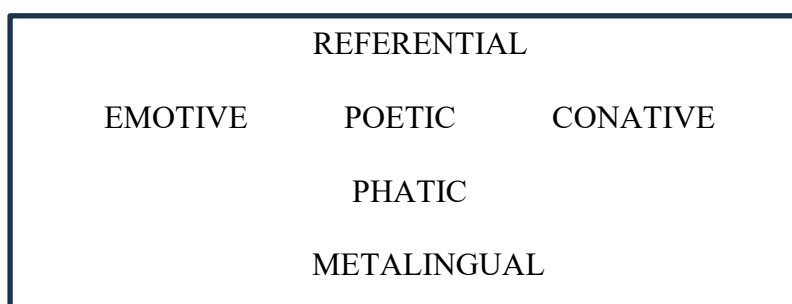 REFERENTIAL
EMOTIVE POETIC CONATIVE
PHATIC
METALINGUAL